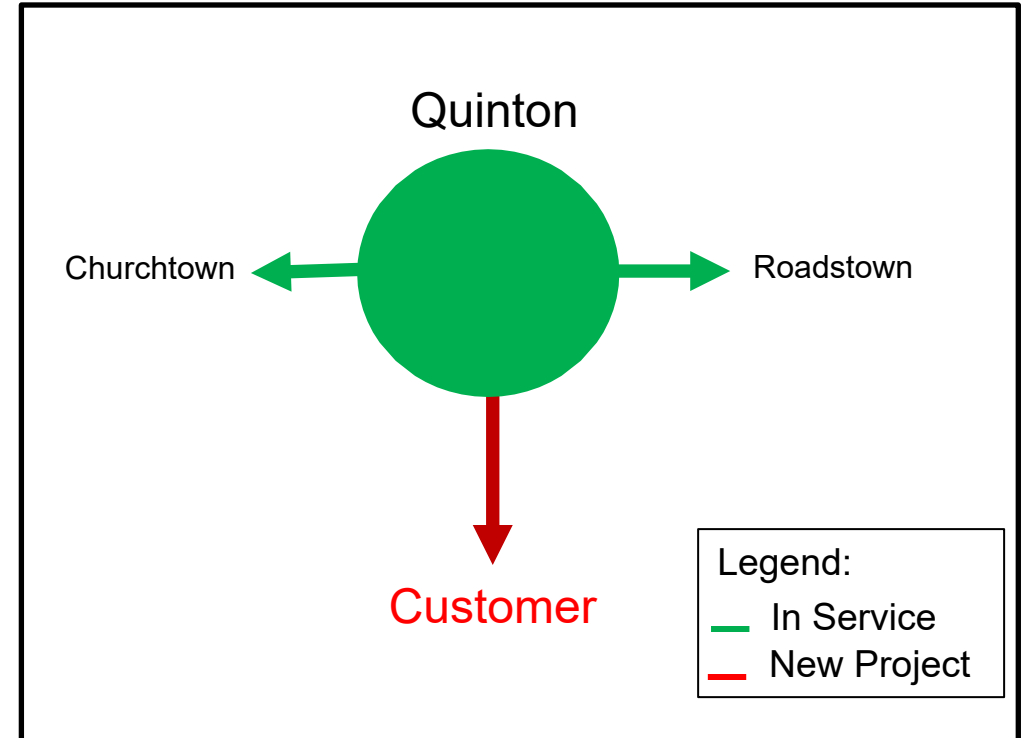 Quinton
Churchtown
Roadstown
Customer
Legend:
In Service
New Project